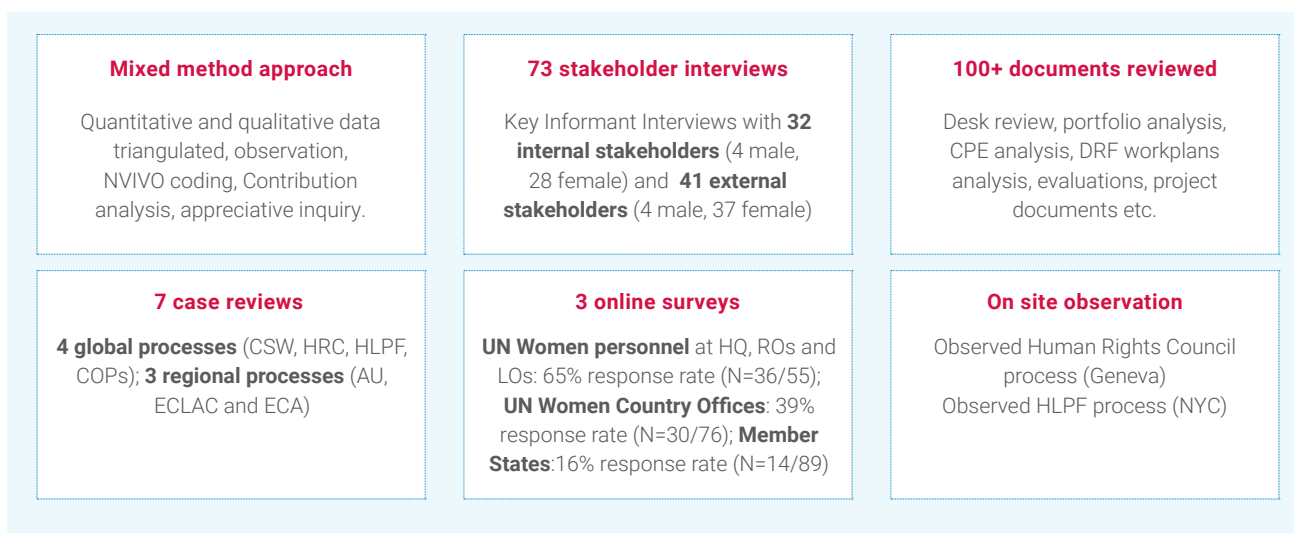 Mixed method approach
Quantitative and qualitative data
triangulated, observation,
NVIVO coding, Contribution
analysis, appreciative inquiry.
73 stakeholder interviews
Key Informant Interviews with 32
internal stakeholders (4 male,
28 female) and 41 external
stakeholders (4 male, 37 female)
100+ documents reviewed
Desk review, portfolio analysis,
CPE analysis, DRF workplans
analysis, evaluations, project
documents etc.
7 case reviews
4 global processes (CSW, HRC, HLPF,
COPs); 3 regional processes (AU,
ECLAC and ECA)
3 online surveys
UN Women personnel at HQ, ROs and
LOs: 65% response rate (N=36/55);
UN Women Country Offices: 39%
response rate (N=30/76); Member
States:16% response rate (N=14/89)
On site observation
Observed Human Rights Council
process (Geneva)
Observed HLPF process (NYC)